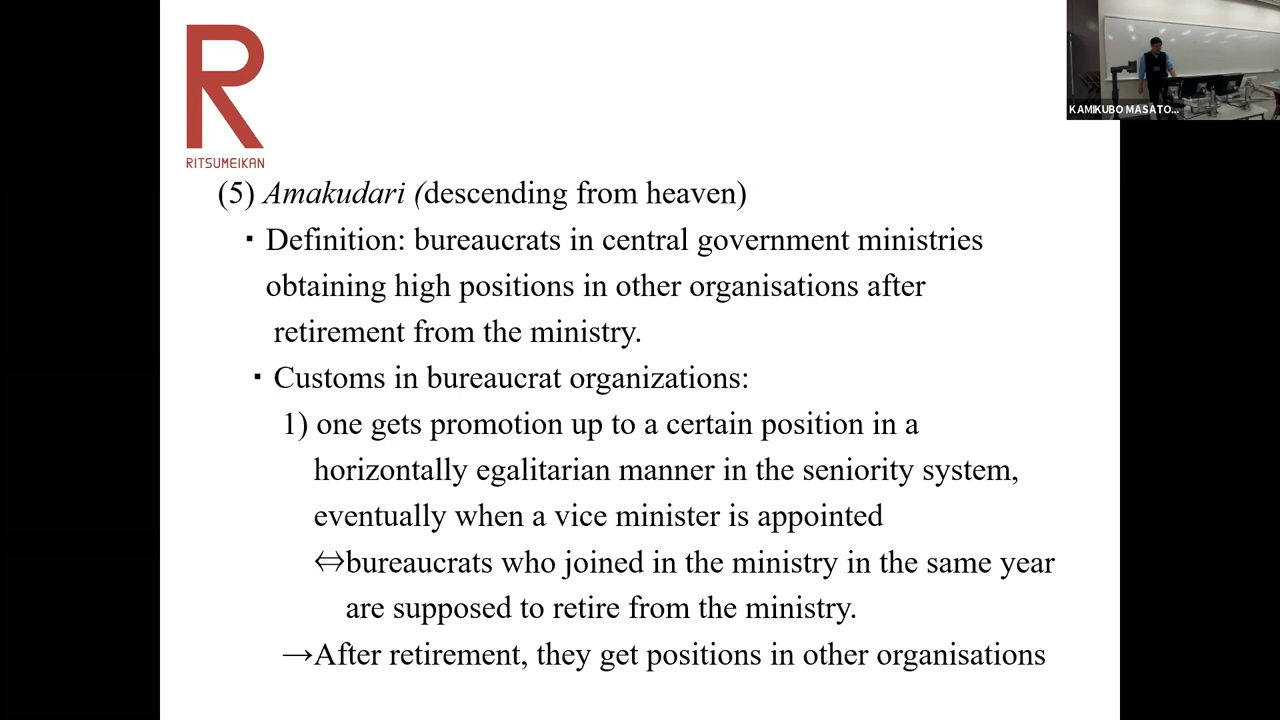 RITSUMEIKAN
KAMIKUBO MASATO...
(5) Amakudari (descending from heaven)
▪ Definition: bureaucrats in central government ministries
obtaining high positions in other organisations after
retirement from the ministry.
▪ Customs in bureaucrat organizations:
1) one gets promotion up to a certain position in a
horizontally egalitarian manner in the seniority system,
eventually when a vice minister is appointed
⇔bureaucrats who joined in the ministry in the same year
are supposed to retire from the ministry.
→After retirement, they get positions in other organisations